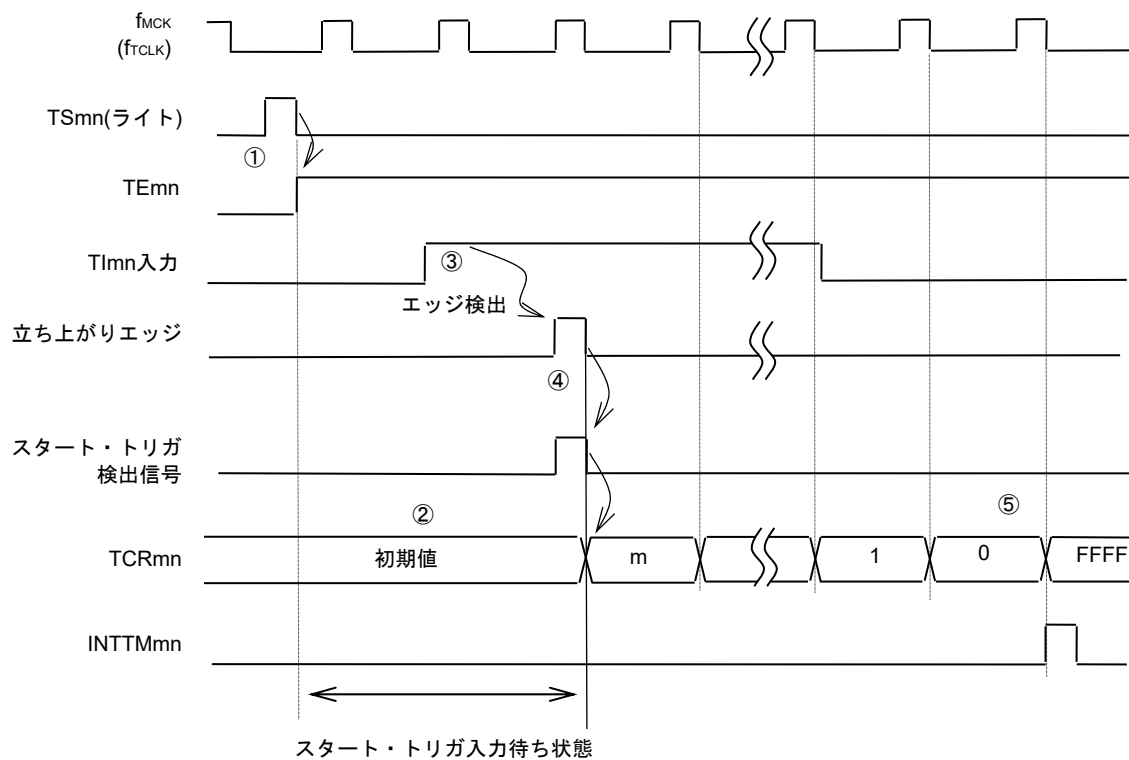 fMCK
(fTCLK)
TSmn(ライト)
①
TEmn
TImn入力
③
エッジ検出
立ち上がりエッジ
④
スタート・トリガ
検出信号
②
⑤
TCRmn
初期値
m
1
0
FFFF
INTTMmn
スタート・トリガ入力待ち状態